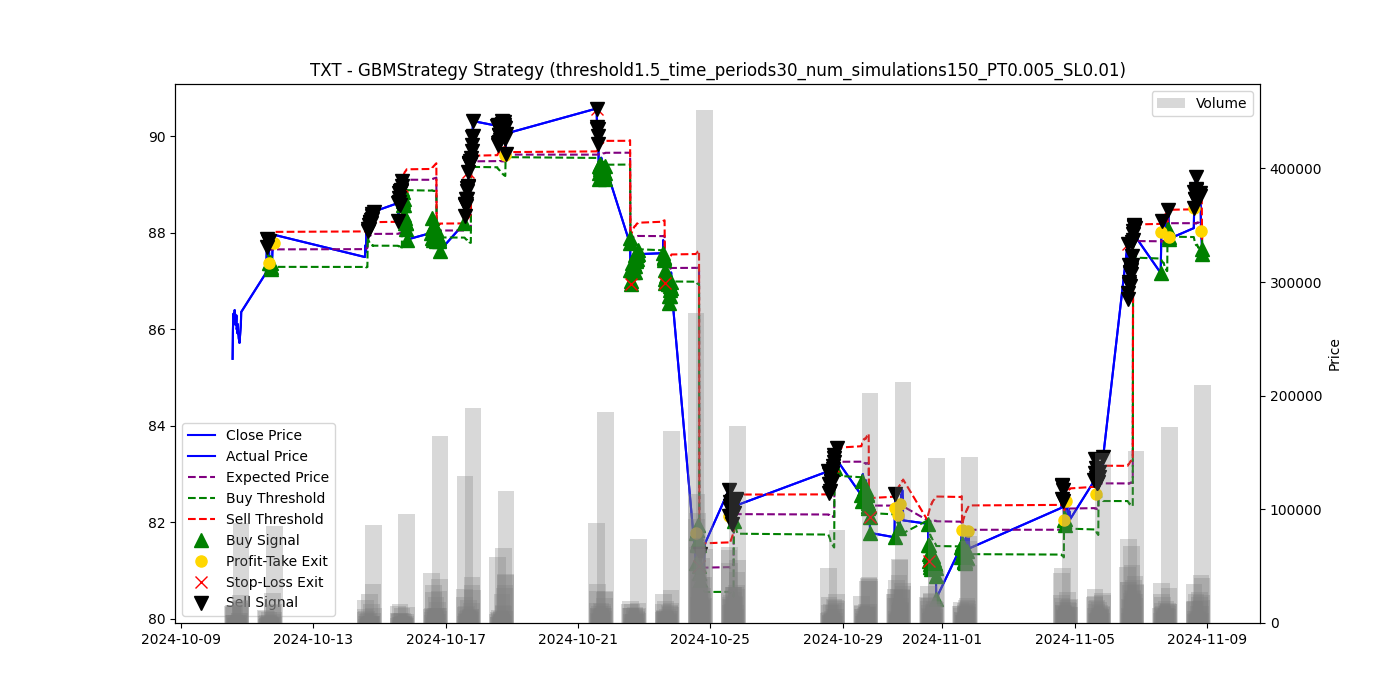 TXT - GBMStrategy Strategy (threshold1.5_time_periods30_num_simulations150_PT0.005_SL0.01)
Volume
90
88
86
84
82
80
400000
300000
200000
100000
0
Price
Close Price
Actual Price
Expected Price
Buy Threshold
Sell Threshold
Buy Signal
Profit-Take Exit
Stop-Loss Exit
Sell Signal
2024-10-09 2024-10-13 2024-10-17 2024-10-21 2024-10-25 2024-10-29 2024-11-01 2024-11-05 2024-11-09